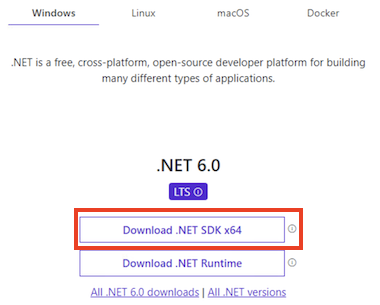 Windows Linux macOS Docker
.NET is a free, cross-platform, open-source developer platform for building
many different types of applications.
.NET 6.0
LTS
Download .NET SDK x64
Download .NET Runtime
All .NET 6.0 downloads | All .NET versions